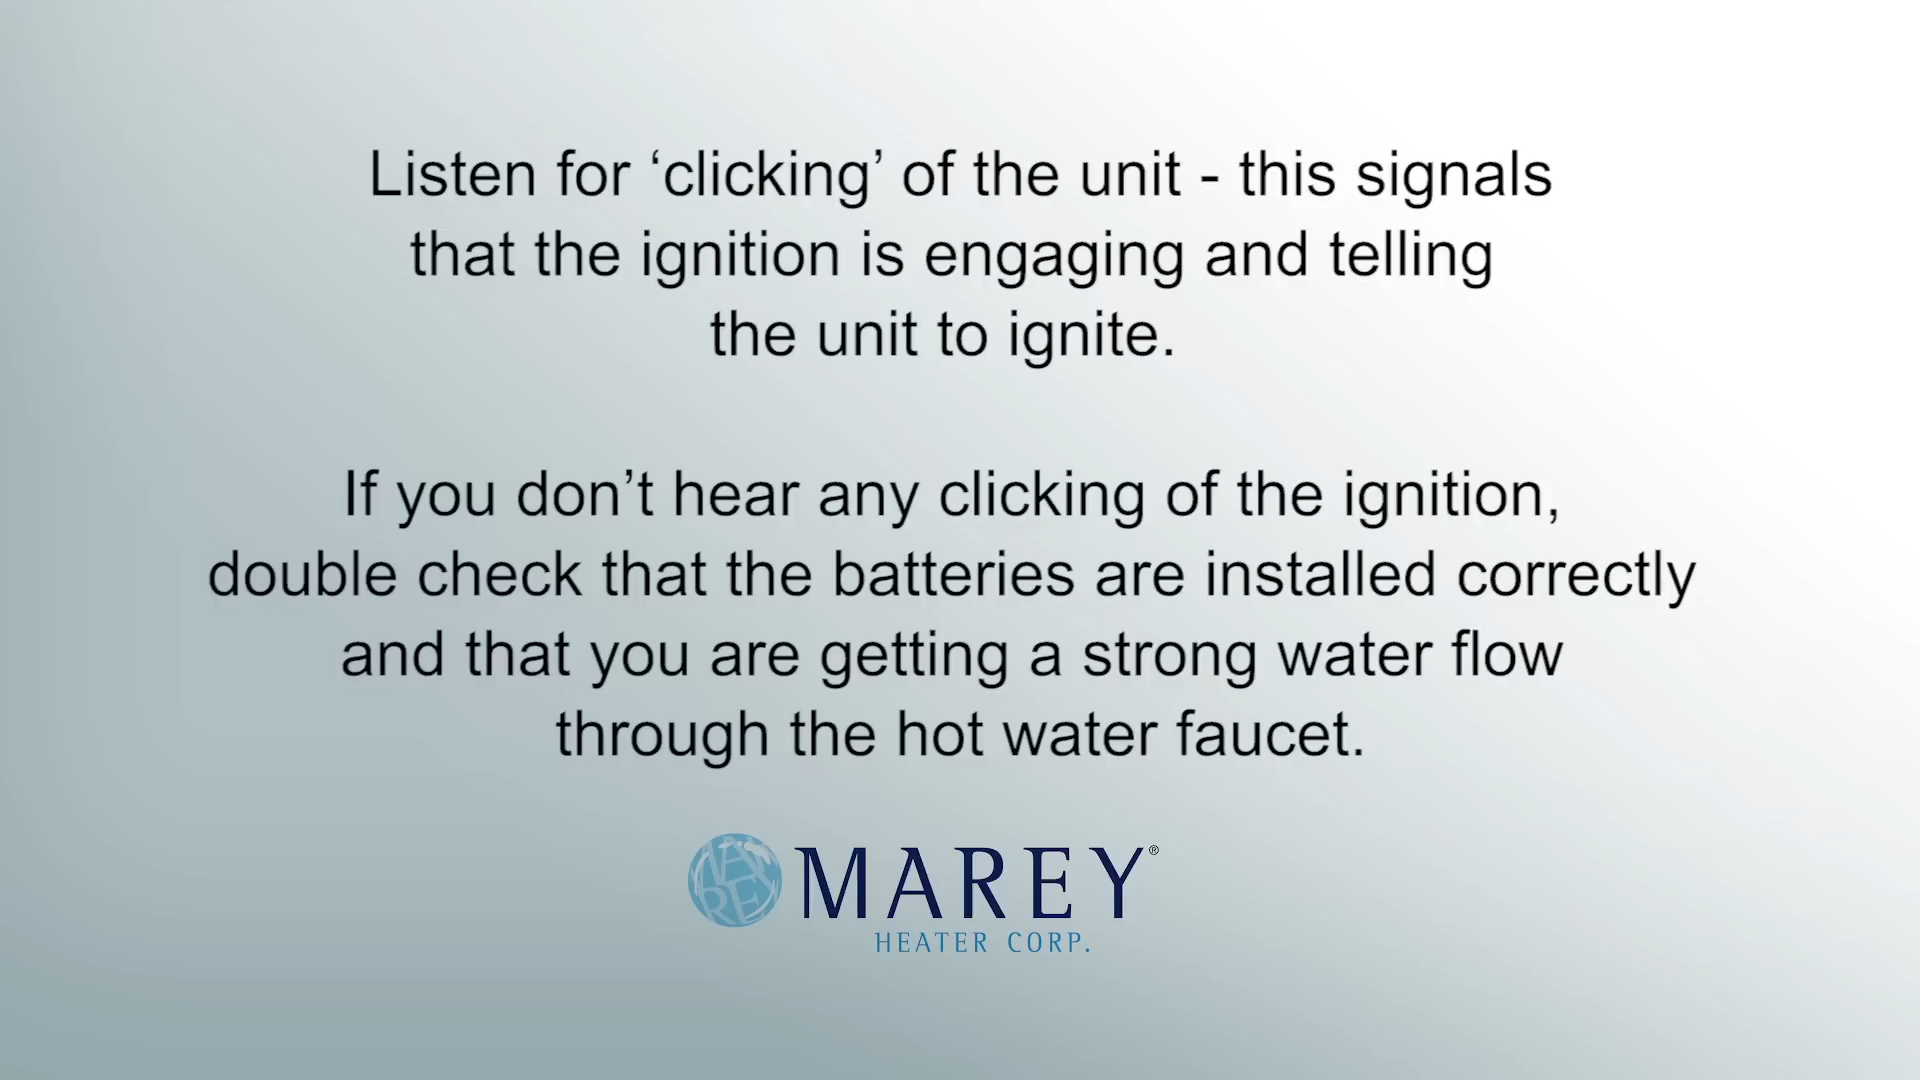 Listen for ‘clicking’ of the unit - this signals
that the ignition is engaging and telling
the unit to ignite.
If you don’t hear any clicking of the ignition,
double check that the batteries are installed correctly
and that you are getting a strong water flow
through the hot water faucet.
MAREY®
HEATER CORP.